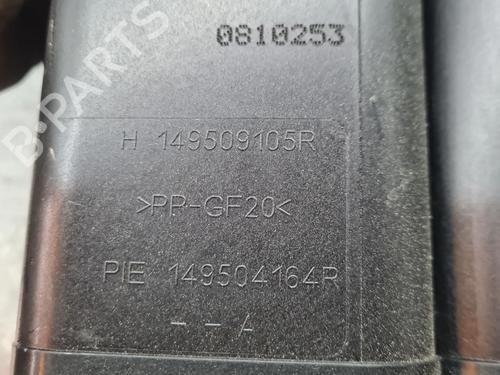 0810253
H 149509105R
>PP-GF20<
PIE 149504164R
- - A
B-PARTS